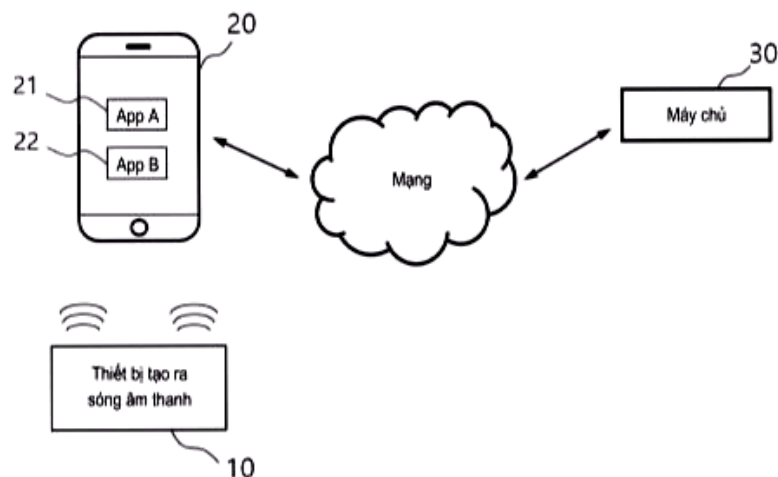 20
21
App A
22
App B
Mạng
30
Máy chủ
Thiết bị tạo ra
sóng âm thanh
10